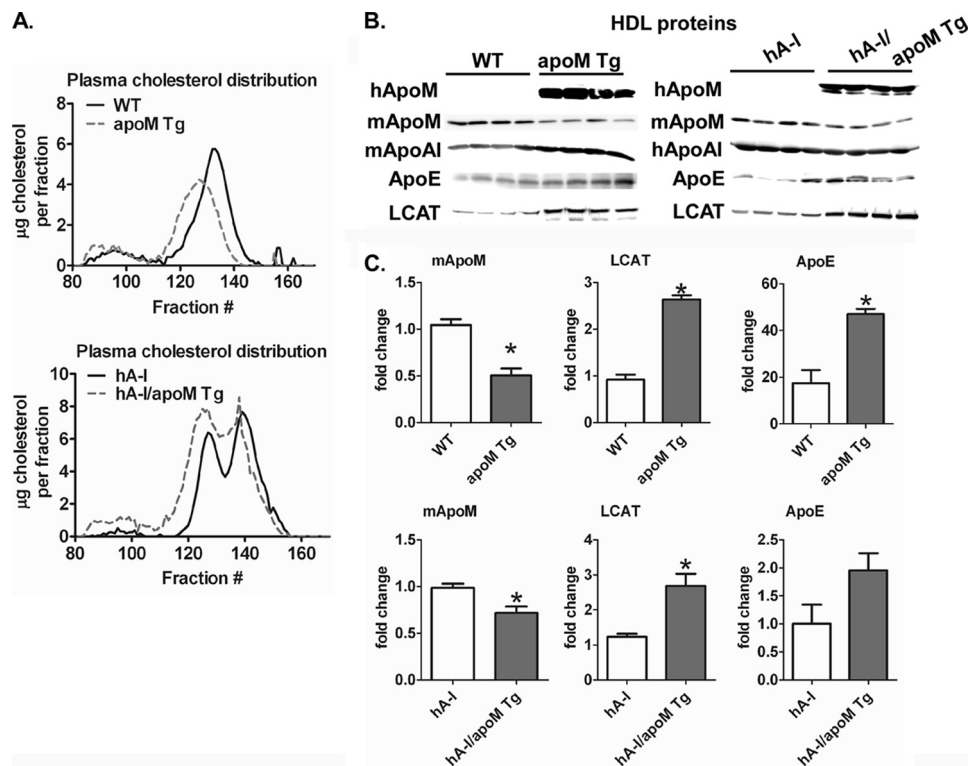 A.
Plasma cholesterol distribution
WT
apoM Tg
µg cholesterol
per fraction
8
6
4
2
0
80 100 120 140 160
Fraction #
Plasma cholesterol distribution
hA-I
hA-I/apoM Tg
µg cholesterol
per fraction
10
8
6
4
2
0
80 100 120 140 160
Fraction #
B.
HDL proteins
WT apoM Tg
hApoM
mApoM
mApoAI
ApoE
LCAT
hA-I hA-I/apoM Tg
hApoM
mApoM
hApoAI
ApoE
LCAT
C.
mApoM
fold change
1.5
1.0
0.5
0.0
*
WT apoM Tg
LCAT
fold change
3
2
1
0
*
WT apoM Tg
ApoE
fold change
60
40
20
0
*
WT apoM Tg
mApoM
fold change
1.5
1.0
0.5
0.0
*
hA-I hA-I/apoM Tg
LCAT
fold change
4
3
2
1
0
*
hA-I hA-I/apoM Tg
ApoE
fold change
2.5
2.0
1.5
1.0
0.5
0.0
hA-I hA-I/apoM Tg